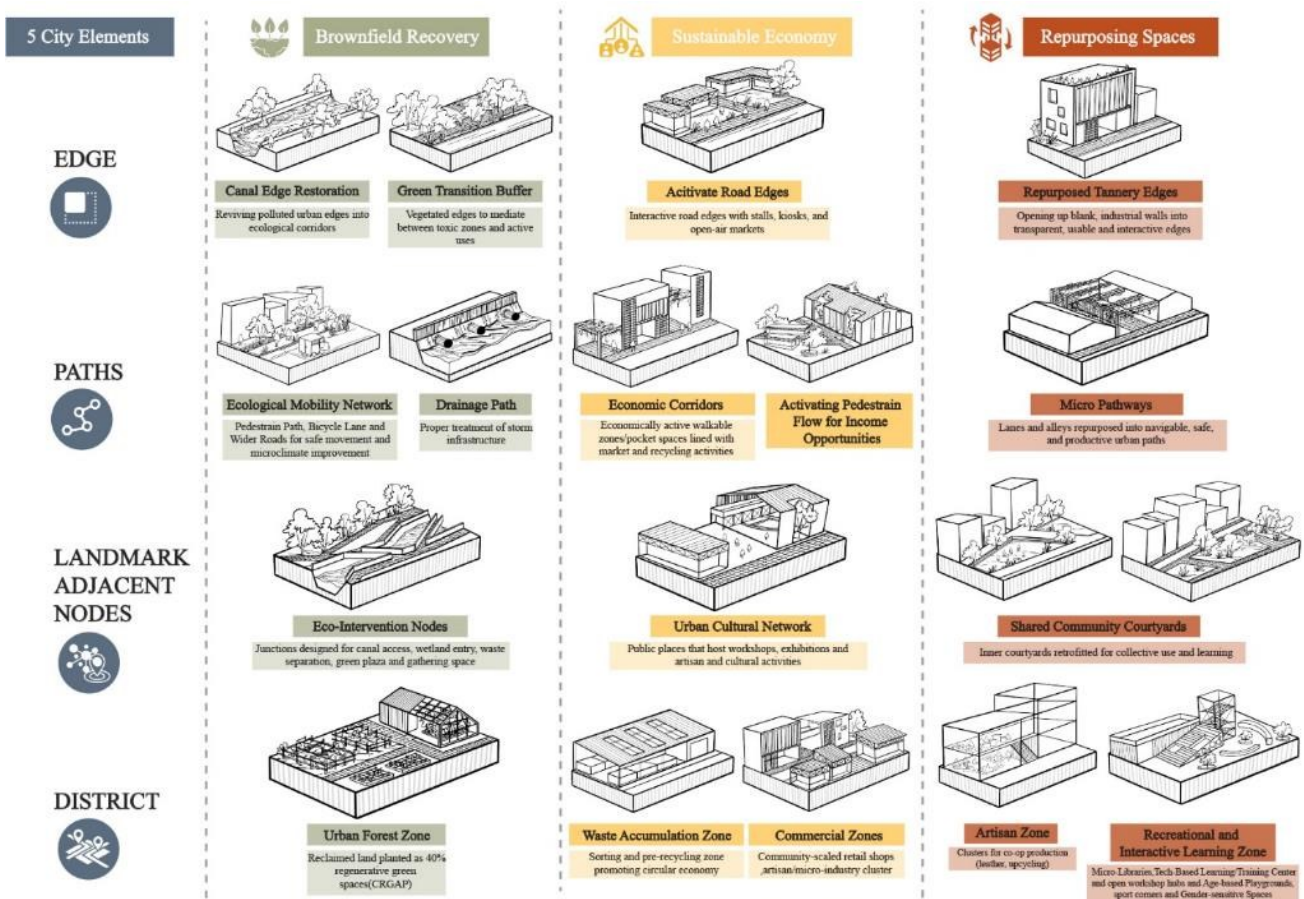 5 City Elements
Brownfield Recovery
Sustainable Economy
Repurposing Spaces
EDGE
Canal Edge Restoration
Reviving polluted urban edges into
ecological corridors
Green Transition Buffer
Vegetated edges to mediate
between toxic zones and active
uses
Acitivate Road Edges
Interactive road edges with stalls, kiosks, and
open-air markets
Repurposed Tannery Edges
Opening up blank, industrial walls into
transparent, usable and interactive edges
PATHS
Ecological Mobility Network
Pedestrain Path, Bicycle Lane and
Wider Roads for safe movement and
microclimate improvement
Drainage Path
Proper treatment of storm
infrastructure
Economic Corridors
Economically active walkable
zones/pocket spaces lined with
market and recycling activities
Activating Pedestrain
Flow for Income
Opportunities
Micro Pathways
Lanes and alleys repurposed into navigable, safe,
and productive urban paths
LANDMARK
ADJACENT
NODES
Eco-Intervention Nodes
Junctions designed for canal access, wetland entry, waste
separation, green plaza and gathering space
Urban Cultural Network
Public places that host workshops, exhibitions and
artisan and cultural activities
Shared Community Courtyards
Inner courtyards retrofitted for collective use and learning
DISTRICT
Urban Forest Zone
Reclaimed land planted as 40%
regenerative green
spaces(CRGAP)
Waste Accumulation Zone
Sorting and pre-recycling zone
promoting circular economy
Commercial Zones
Community-scaled retail shops
,artisan/micro-industry cluster
Artisan Zone
Clusters for co-op production
(leather, upcycling)
Recreational and
Interactive Learning Zone
Micro-Libraries,Tech-Based Learning/Training Center
and open workshop hubs and Age-based Playgrounds,
sport corners and Gender-sensitive Spaces